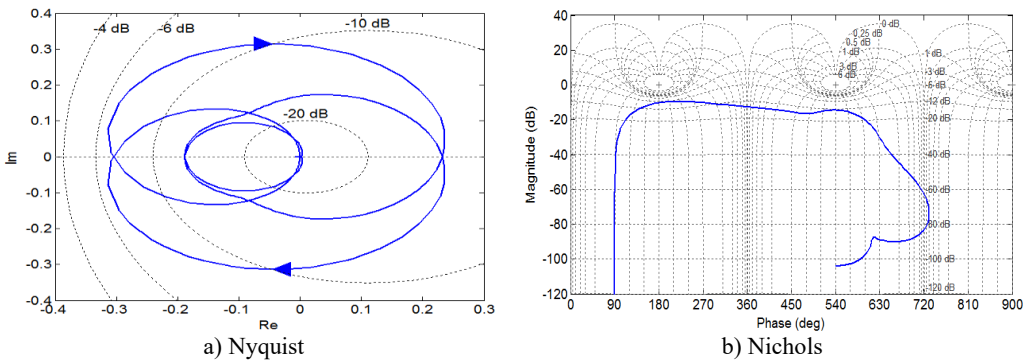 -4 dB
-6 dB
-10 dB
-20 dB
0.4
0.3
0.2
0.1
0
-0.1
-0.2
-0.3
-0.4
Im
-0.4 -0.3 -0.2 -0.1 0 0.1 0.2 0.3
Re
a) Nyquist
0 dB
0.25 dB
0.5 dB
1 dB
3 dB
6 dB
-1 dB
-3 dB
-6 dB
-12 dB
-20 dB
-40 dB
-60 dB
-80 dB
-100 dB
-120 dB
40
20
0
-20
-40
-60
-80
-100
-120
Magnitude (dB)
0 90 180 270 360 450 540 630 720 810 900
Phase (deg)
b) Nichols